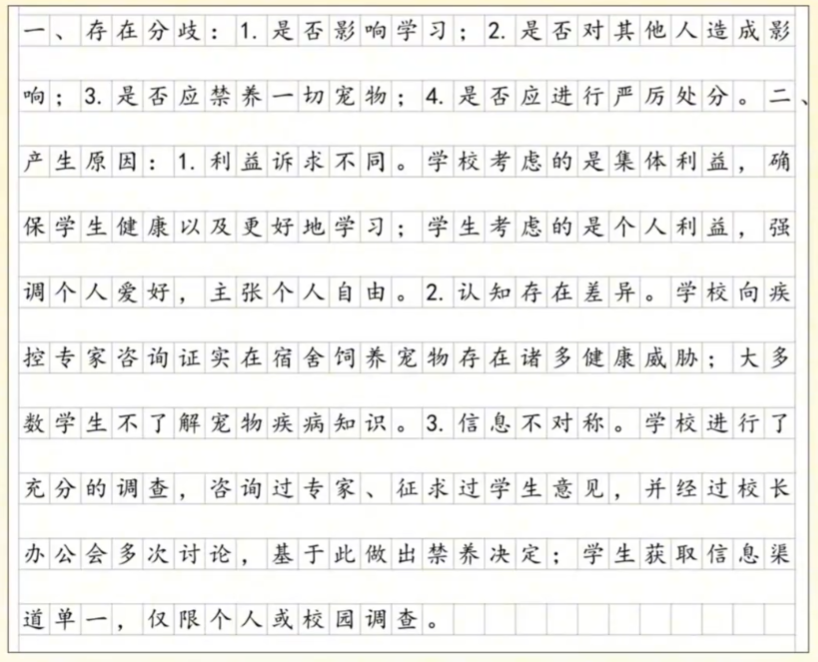 一、存在分歧：1. 是否影响学习；2. 是否对其他人造成影
响；3. 是否应禁养一切宠物；4. 是否应进行严厉处分。二、
产生原因：1. 利益诉求不同。学校考虑的是集体利益，确
保学生健康以及更好地学习；学生考虑的是个人利益，强
调个人爱好，主张个人自由。2. 认知存在差异。学校向疾
控专家咨询证实在宿舍饲养宠物存在诸多健康威胁；大多
数学生不了解宠物疾病知识。3. 信息不对称。学校进行了
充分的调查，咨询过专家、征求过学生意见，并经过校长
办公会多次讨论，基于此做出禁养决定；学生获取信息渠
道单一，仅限个人或校园调查。